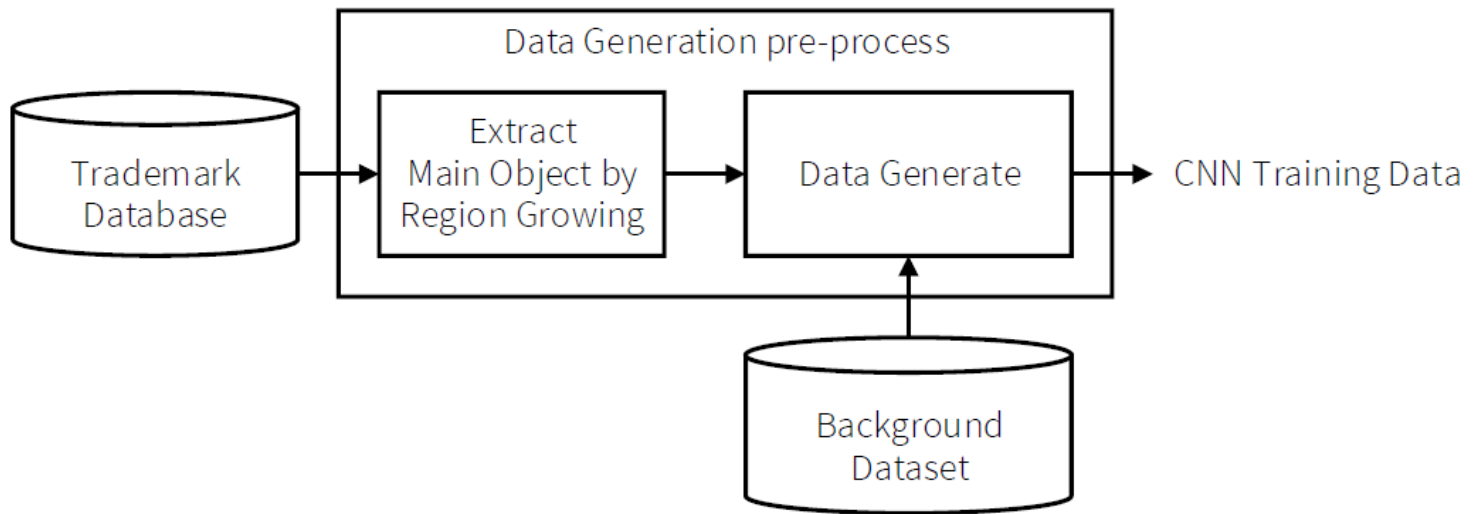 Data Generation pre-process
Trademark
Database
Extract
Main Object by
Region Growing
Data Generate
CNN Training Data
Background
Dataset